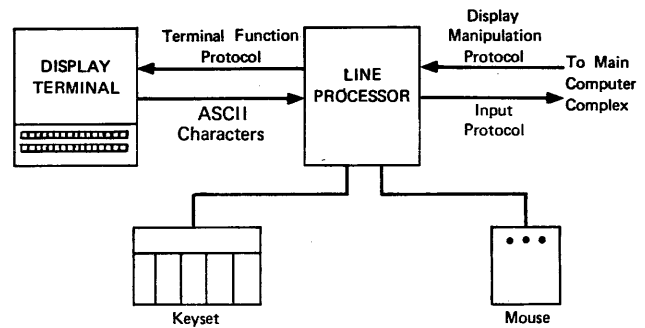 DISPLAY
TERMINAL
Terminal Function
Protocol
ASCII
Characters
LINE
PROCESSOR
Display
Manipulation
Protocol
Input
Protocol
To Main
Computer
Complex
Keyset
Mouse